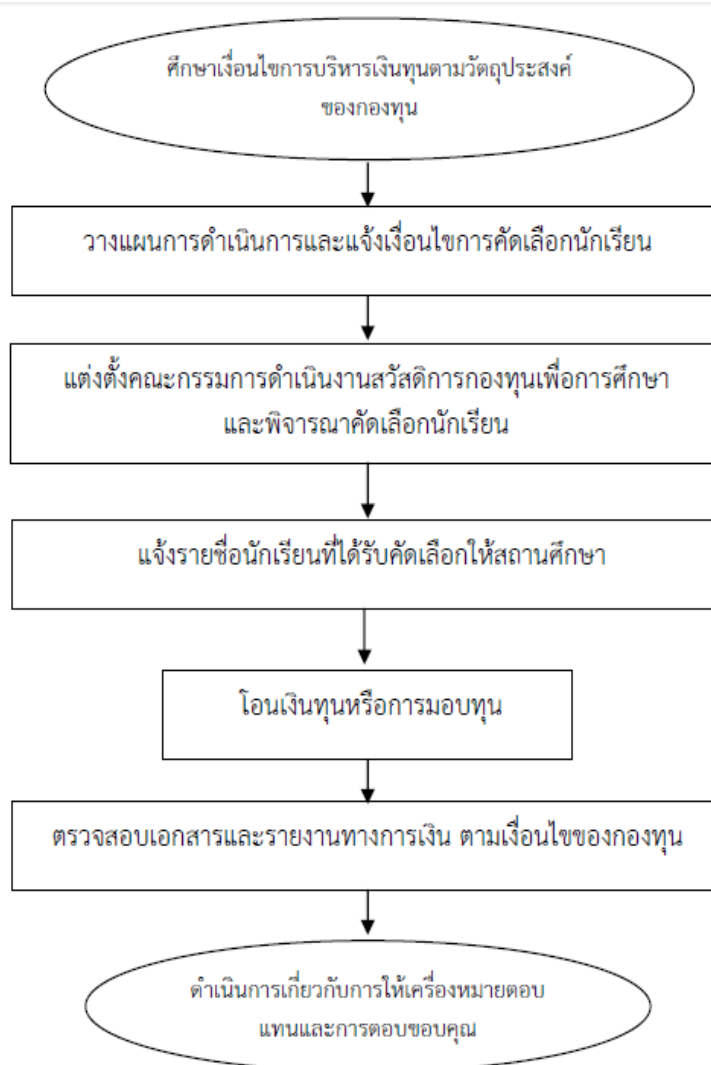 ศึกษาเงื่อนไขการบริหารเงินทุนตามวัตถุประสงค์
ของกองทุน
วางแผนการดำเนินการและแจ้งเงื่อนไขการคัดเลือกนักเรียน
แต่งตั้งคณะกรรมการดำเนินงานสวัสดิการกองทุนเพื่อการศึกษา
และพิจารณาคัดเลือกนักเรียน
แจ้งรายชื่อนักเรียนที่ได้รับคัดเลือกให้สถานศึกษา
โอนเงินทุนหรือการมอบทุน
ตรวจสอบเอกสารและรายงานทางการเงิน ตามเงื่อนไขของกองทุน
ดำเนินการเกี่ยวกับการให้เครื่องหมายตอบ
แทนและการตอบขอบคุณ